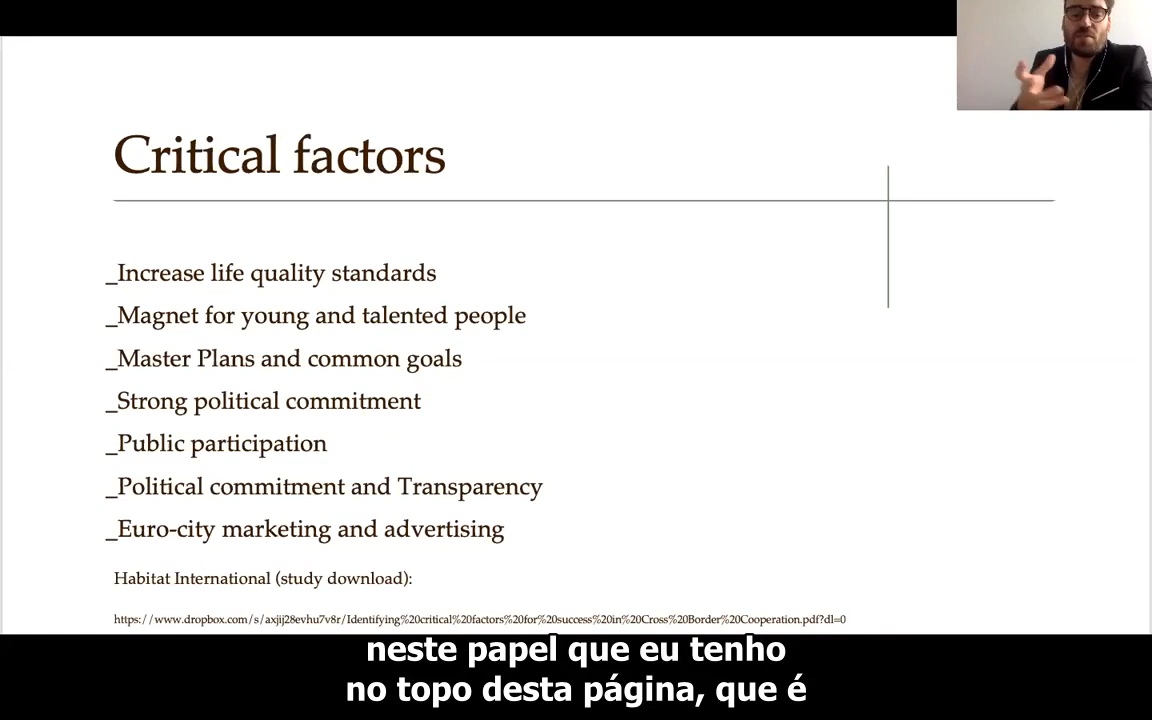 Critical factors
_Increase life quality standards
_Magnet for young and talented people
_Master Plans and common goals
_Strong political commitment
_Public participation
_Political commitment and Transparency
_Euro-city marketing and advertising
Habitat International (study download):
https://www.dropbox.com/s/axjij28evhu7v8r/Identifying%20critical%20factors%20for%20success%20in%20Cross%20Border%20Cooperation.pdf?dl=0
neste papel que eu tenho
no topo desta página, que é